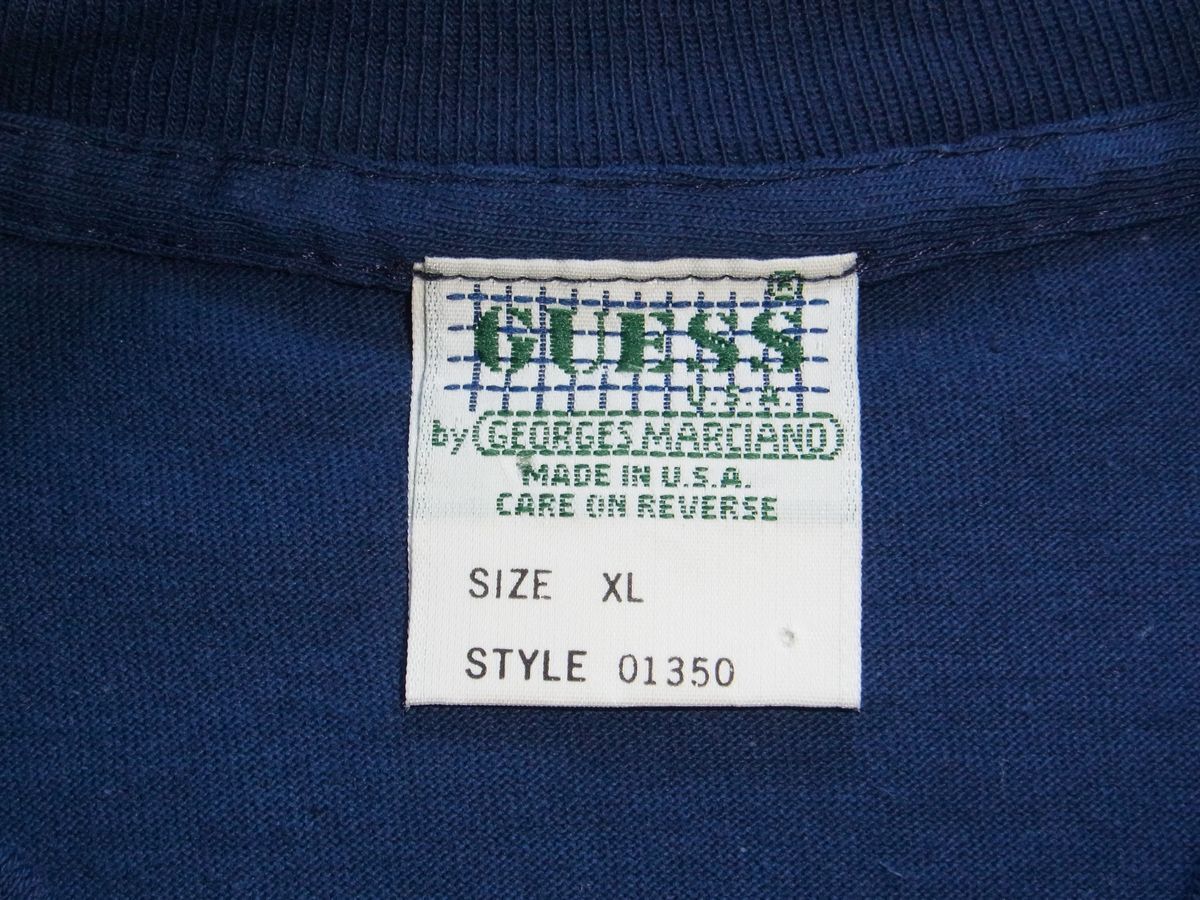 GUESS®
U.S.A.
by GEORGES MARCIANO
MADE IN U.S.A.
CARE ON REVERSE
SIZE XL
STYLE 01350